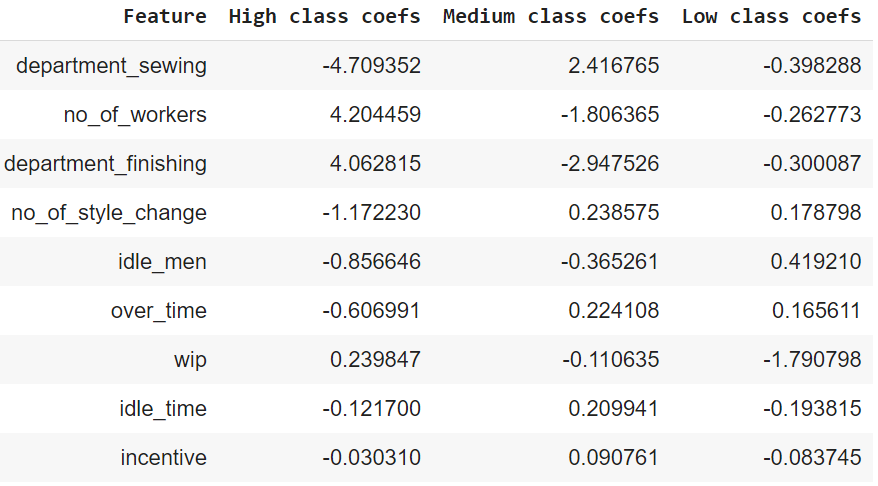 Feature High class coefs Medium class coefs Low class coefs
department_sewing -4.709352 2.416765 -0.398288
no_of_workers 4.204459 -1.806365 -0.262773
department_finishing 4.062815 -2.947526 -0.300087
no_of_style_change -1.172230 0.238575 0.178798
idle_men -0.856646 -0.365261 0.419210
over_time -0.606991 0.224108 0.165611
wip 0.239847 -0.110635 -1.790798
idle_time -0.121700 0.209941 -0.193815
incentive -0.030310 0.090761 -0.083745